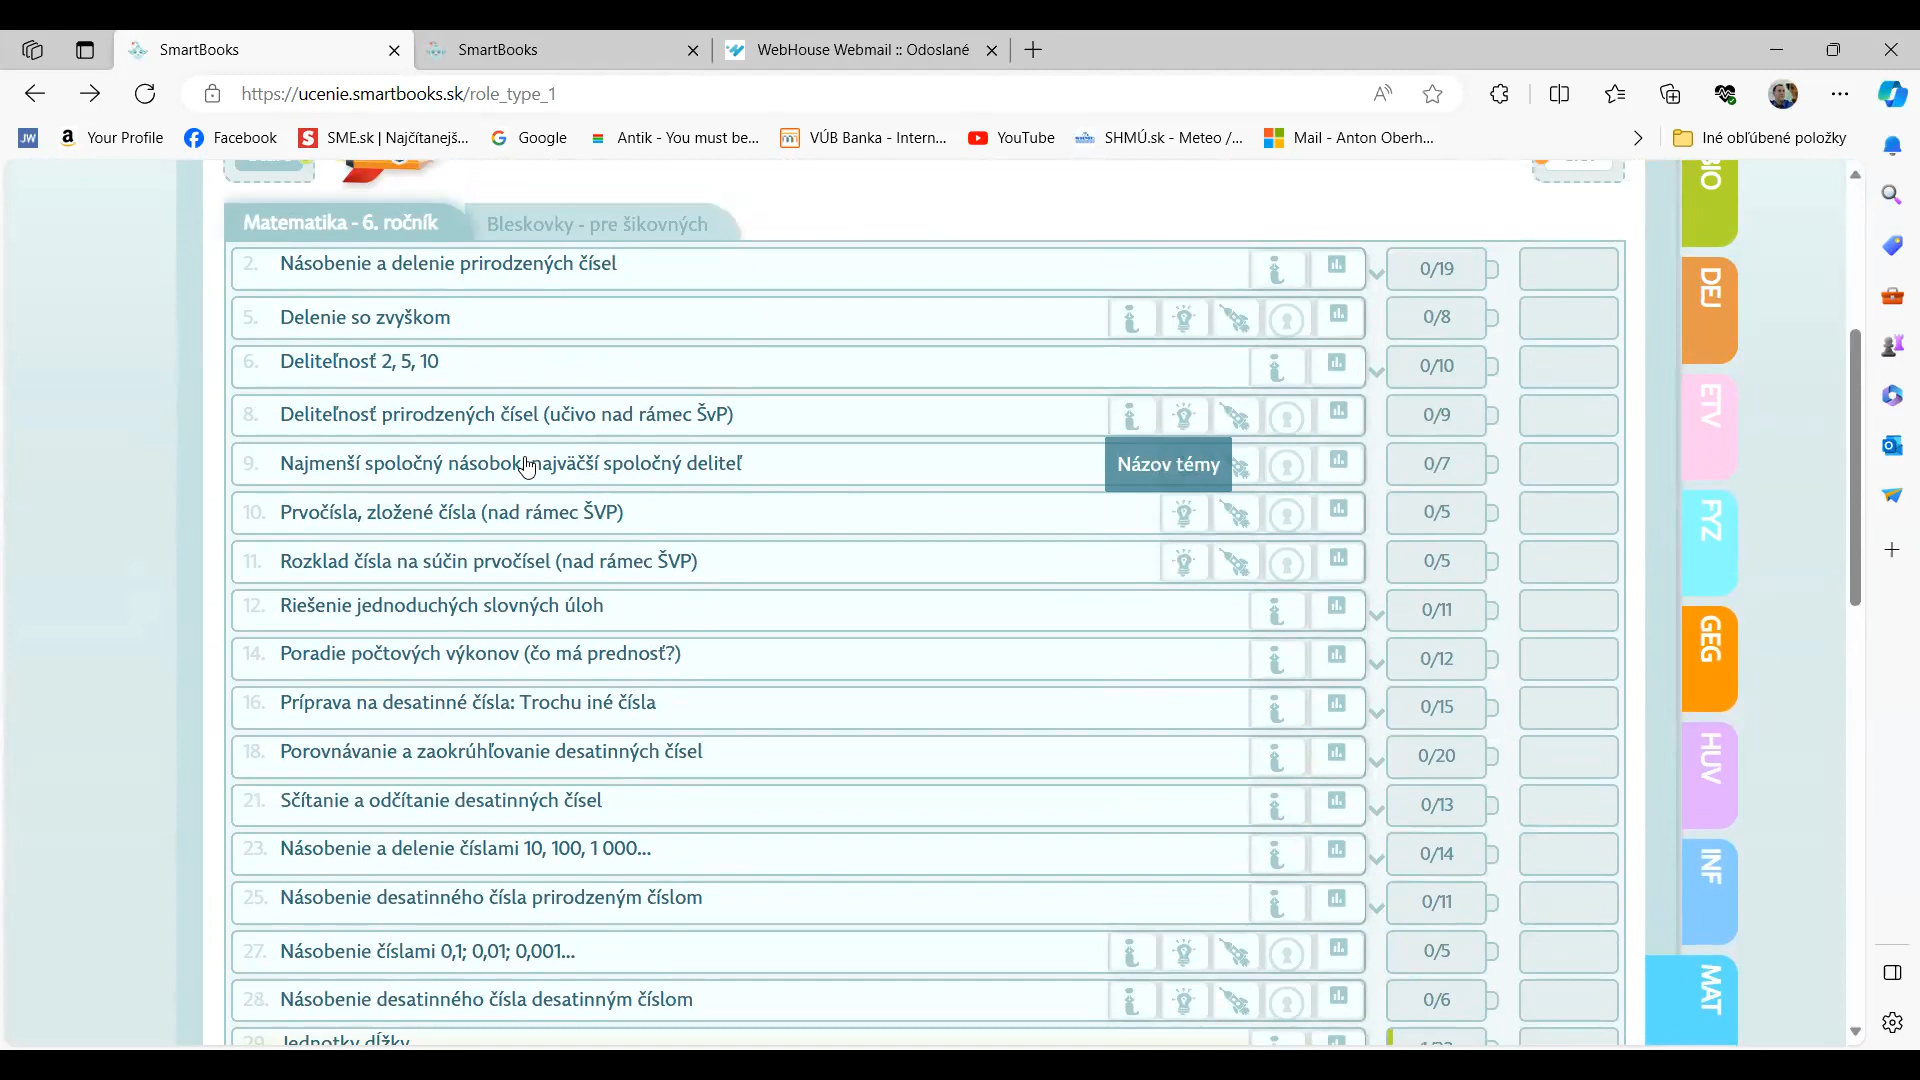 SmartBooks
SmartBooks
WebHouse Webmail :: Odoslané
https://ucenie.smartbooks.sk/role_type_1
JW
Your Profile
Facebook
SME.sk | Najčítanejš...
Google
Antik - You must be...
VÚB Banka - Intern...
YouTube
SHMÚ.sk - Meteo /...
Mail - Anton Oberh...
Iné obľúbené položky
Matematika - 6. ročník
Bleskovky - pre šikovných
2. Násobenie a delenie prirodzených čísel 0/19
5. Delenie so zvyškom 0/8
6. Deliteľnosť 2, 5, 10 0/10
8. Deliteľnosť prirodzených čísel (učivo nad rámec ŠvP) 0/9
9. Najmenší spoločný násobok, najväčší spoločný deliteľ Názov témy 0/7
10. Prvočísla, zložené čísla (nad rámec ŠVP) 0/5
11. Rozklad čísla na súčin prvočísel (nad rámec ŠVP) 0/5
12. Riešenie jednoduchých slovných úloh 0/11
14. Poradie počtových výkonov (čo má prednosť?) 0/12
16. Príprava na desatinné čísla: Trochu iné čísla 0/15
18. Porovnávanie a zaokrúhľovanie desatinných čísel 0/20
21. Sčítanie a odčítanie desatinných čísel 0/13
23. Násobenie a delenie číslami 10, 100, 1 000... 0/14
25. Násobenie desatinného čísla prirodzeným číslom 0/11
27. Násobenie číslami 0,1; 0,01; 0,001... 0/5
28. Násobenie desatinného čísla desatinným číslom 0/6
29. Jednotky dĺžky
BIO
DEJ
ETV
FYZ
GEG
HUV
INF
MAT